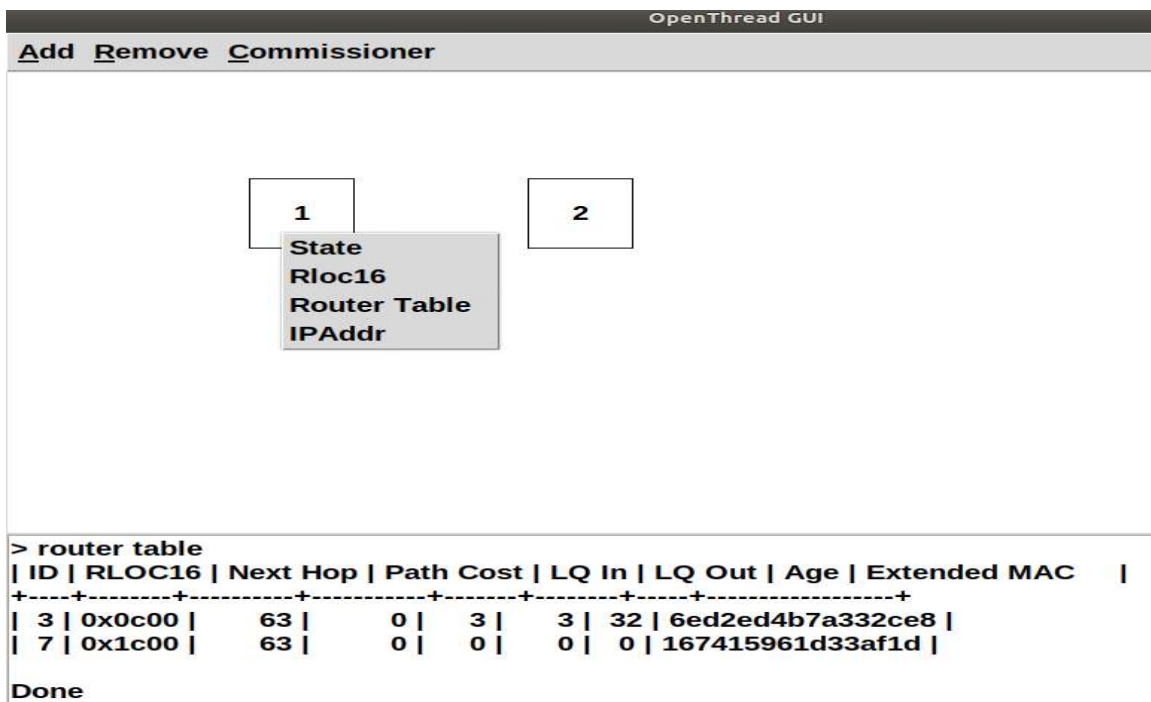 OpenThread GUI
Add Remove Commissioner
1 2
State
Rloc16
Router Table
IPAddr
> router table
| ID | RLOC16 | Next Hop | Path Cost | LQ In | LQ Out | Age | Extended MAC |
+----+--------+----------+-----------+-------+--------+-----+------------------+
| 3 | 0x0c00 | 63 | 0 | 3 | 3 | 32 | 6ed2ed4b7a332ce8 |
| 7 | 0x1c00 | 63 | 0 | 0 | 0 | 0 | 167415961d33af1d |
Done